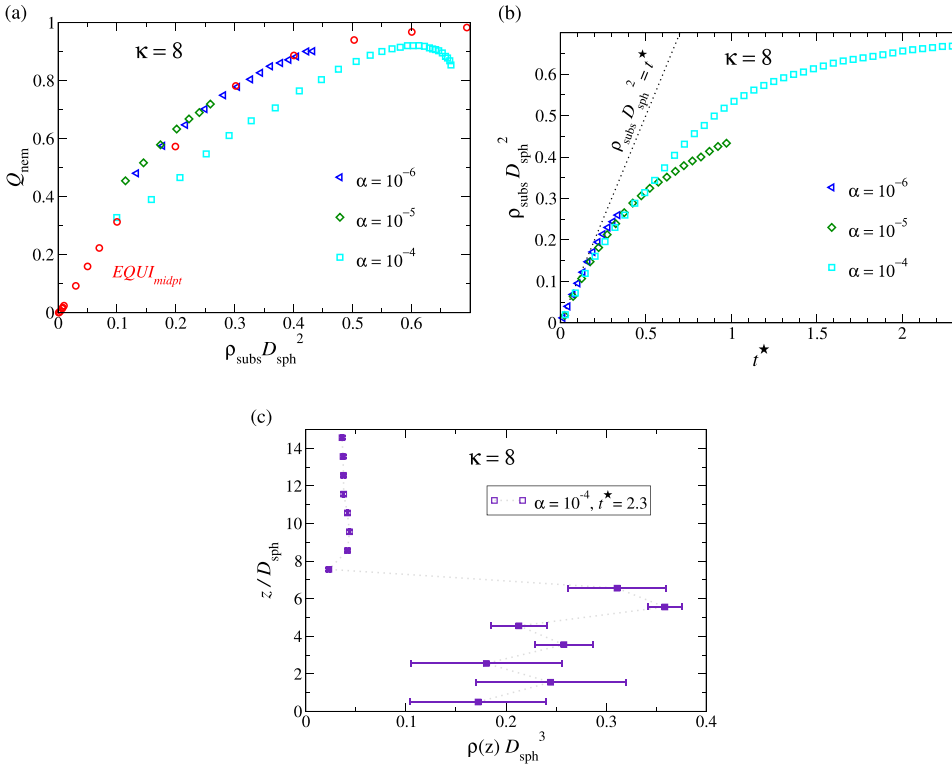 (a)
κ = 8
Q_nem
1
0.8
0.6
0.4
0.2
0
α = 10^-6
α = 10^-5
α = 10^-4
EQUI_midpt
0 0.1 0.2 0.3 0.4 0.5 0.6
ρ_subs D_sph^2
(b)
κ = 8
ρ_subs D_sph^2 = t^★
ρ_subs D_sph^2
0.6
0.5
0.4
0.3
0.2
0.1
0
α = 10^-6
α = 10^-5
α = 10^-4
0 0.5 1 1.5 2
t^★
(c)
κ = 8
α = 10^-4, t^★ = 2.3
z / D_sph
14
12
10
8
6
4
2
0
0 0.1 0.2 0.3 0.4
ρ(z) D_sph^3